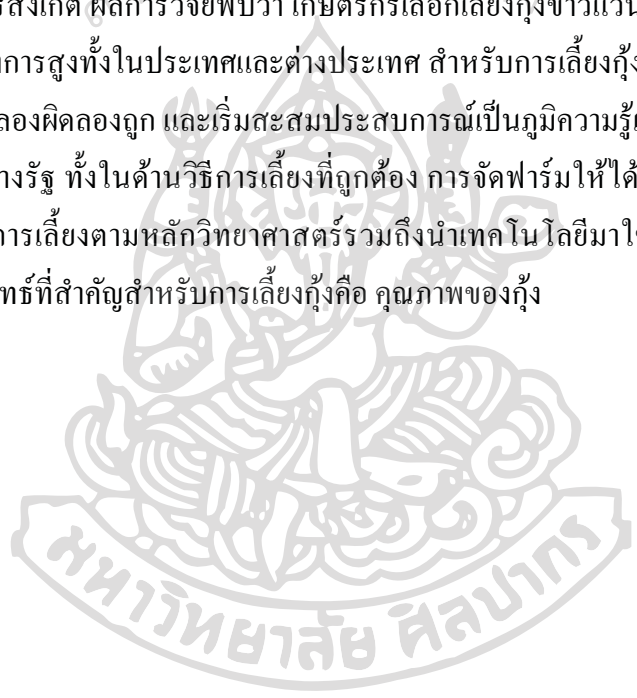 ผลการวิจัยพบว่า เกษตรกรเลือกเลี้ยงกุ้งขาวแวน
การสูงทั้งในประเทศและต่างประเทศ สำหรับการเลี้ยงกุ้ง
ลองผิดลองถูก และเริ่มสะสมประสบการณ์เป็นภูมิความรู้
างรัฐ ทั้งในด้านวิธีการเลี้ยงที่ถูกต้อง การจัดฟาร์มให้ได้
การเลี้ยงตามหลักวิทยาศาสตร์รวมถึงนำเทคโนโลยีมาใช
ทธ์ที่สำคัญสำหรับการเลี้ยงกุ้งคือ คุณภาพของกุ้ง
มหาวิทยาลัย ศิลปากร